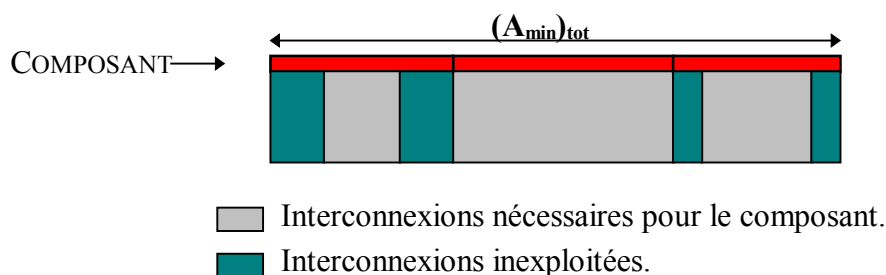 (Amin)tot
COMPOSANT
Interconnexions nécessaires pour le composant.
Interconnexions inexploitées.